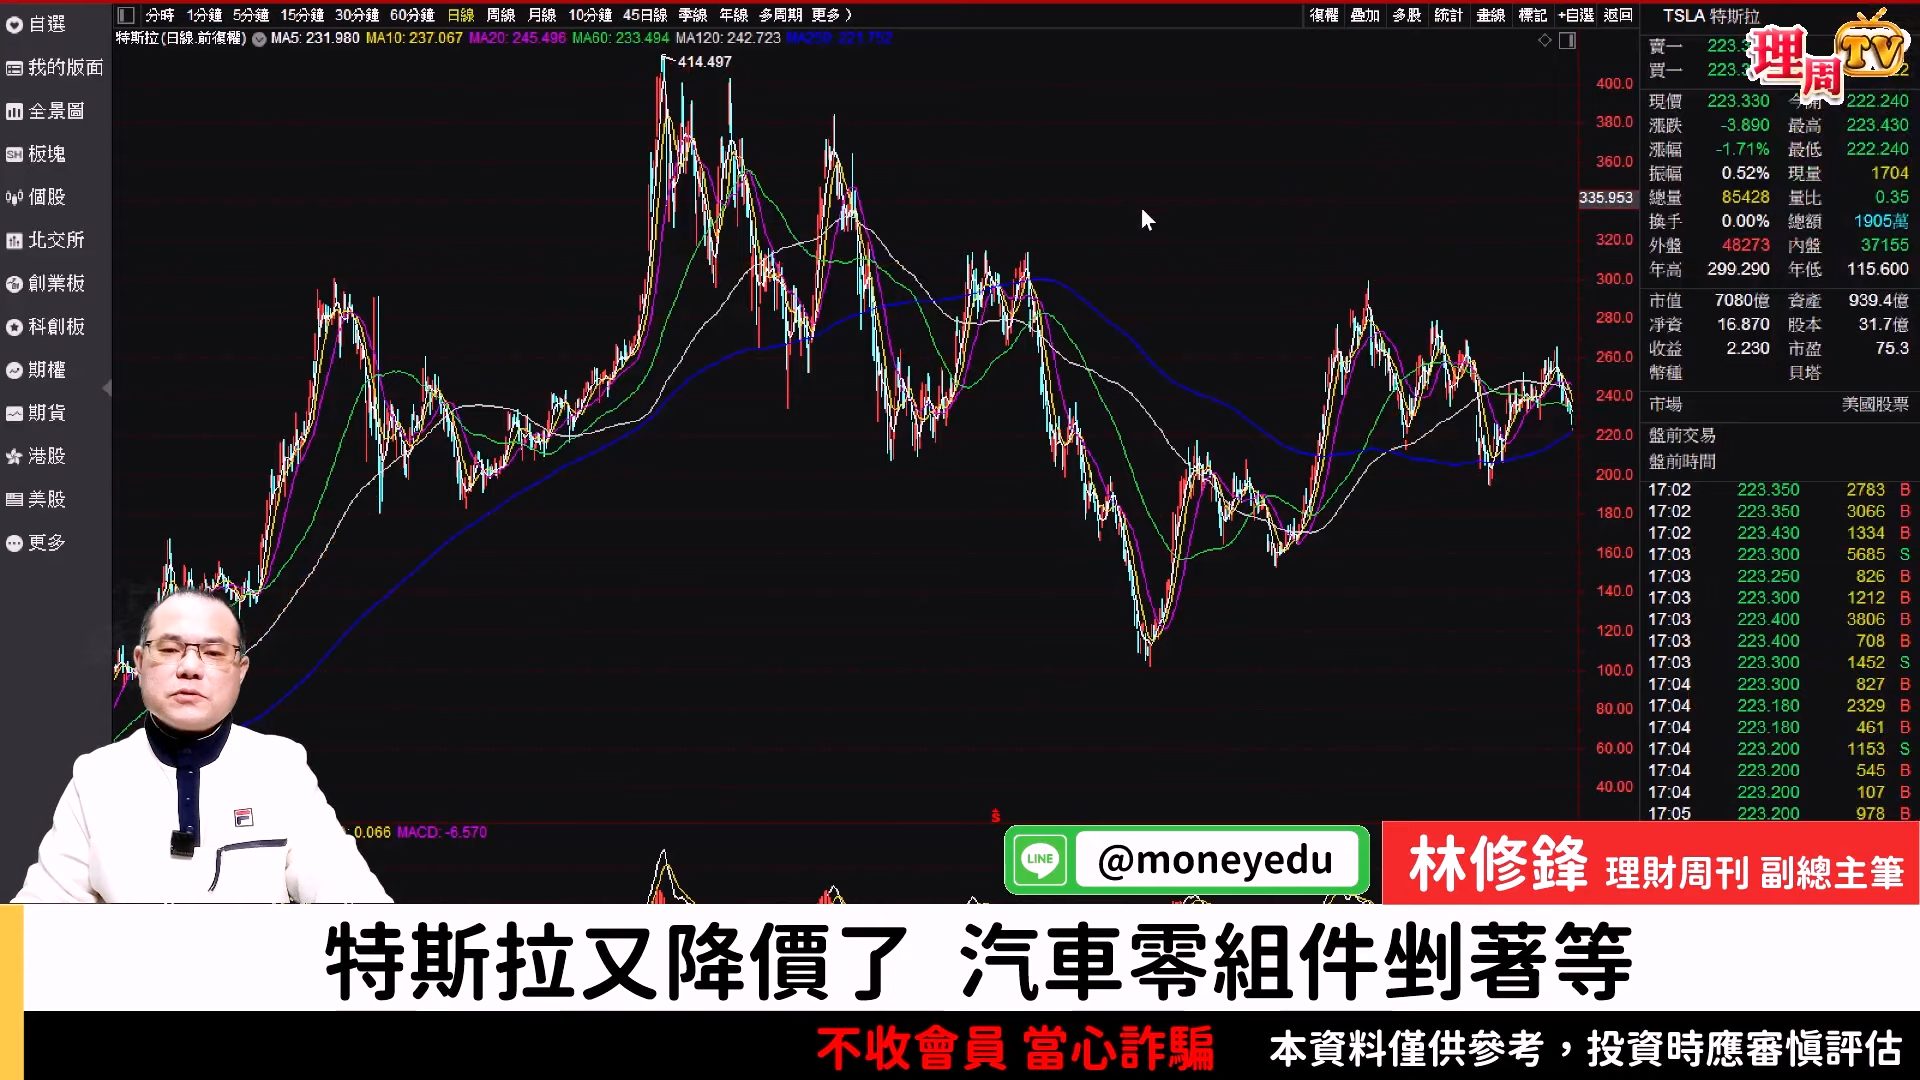 自選
我的版面
全景圖
板塊
個股
北交所
創業板
科創板
期權
期貨
港股
美股
更多
分時 1分鐘 5分鐘 15分鐘 30分鐘 60分鐘 日線 周線 月線 10分鐘 45日線 季線 年線 多周期 更多
復權 疊加 多股 統計 畫線 標記 +自選 返回
特斯拉(日線.前復權) MA5: 231.980 MA10: 237.067 MA20: 245.496 MA60: 233.494 MA120: 242.723 MA250: 221.752
414.497
400.0
380.0
360.0
335.953
320.0
300.0
280.0
260.0
240.0
220.0
200.0
180.0
160.0
140.0
120.0
100.0
80.00
60.00
40.00
0.066 MACD: -6.570
TSLA 特斯拉
理周TV
賣一
買一
現價 223.330 222.240
漲跌 -3.890 最高 223.430
漲幅 -1.71% 最低 222.240
振幅 0.52% 現量 1704
總量 85428 量比 0.35
換手 0.00% 總額 1905萬
外盤 48273 內盤 37155
年高 299.290 年低 115.600
市值 7080億 資產 939.4億
淨資 16.870 股本 31.7億
收益 2.230 市盈 75.3
幣種 貝塔
市場 美國股票
盤前交易
盤前時間
17:02 223.350 2783 B
17:02 223.350 3066 B
17:02 223.430 1334 B
17:03 223.300 5685 S
17:03 223.250 826 B
17:03 223.300 1212 B
17:03 223.400 3806 B
17:03 223.400 708 B
17:03 223.300 1452 S
17:04 223.300 827 B
17:04 223.180 2329 B
17:04 223.180 461 B
17:04 223.200 1153 S
17:04 223.200 545 B
17:04 223.200 107 B
17:05 223.200 978 B
LINE @moneyedu
林修鋒 理財周刊 副總主筆
特斯拉又降價了 汽車零組件剉著等
不收會員 當心詐騙
本資料僅供參考，投資時應審慎評估